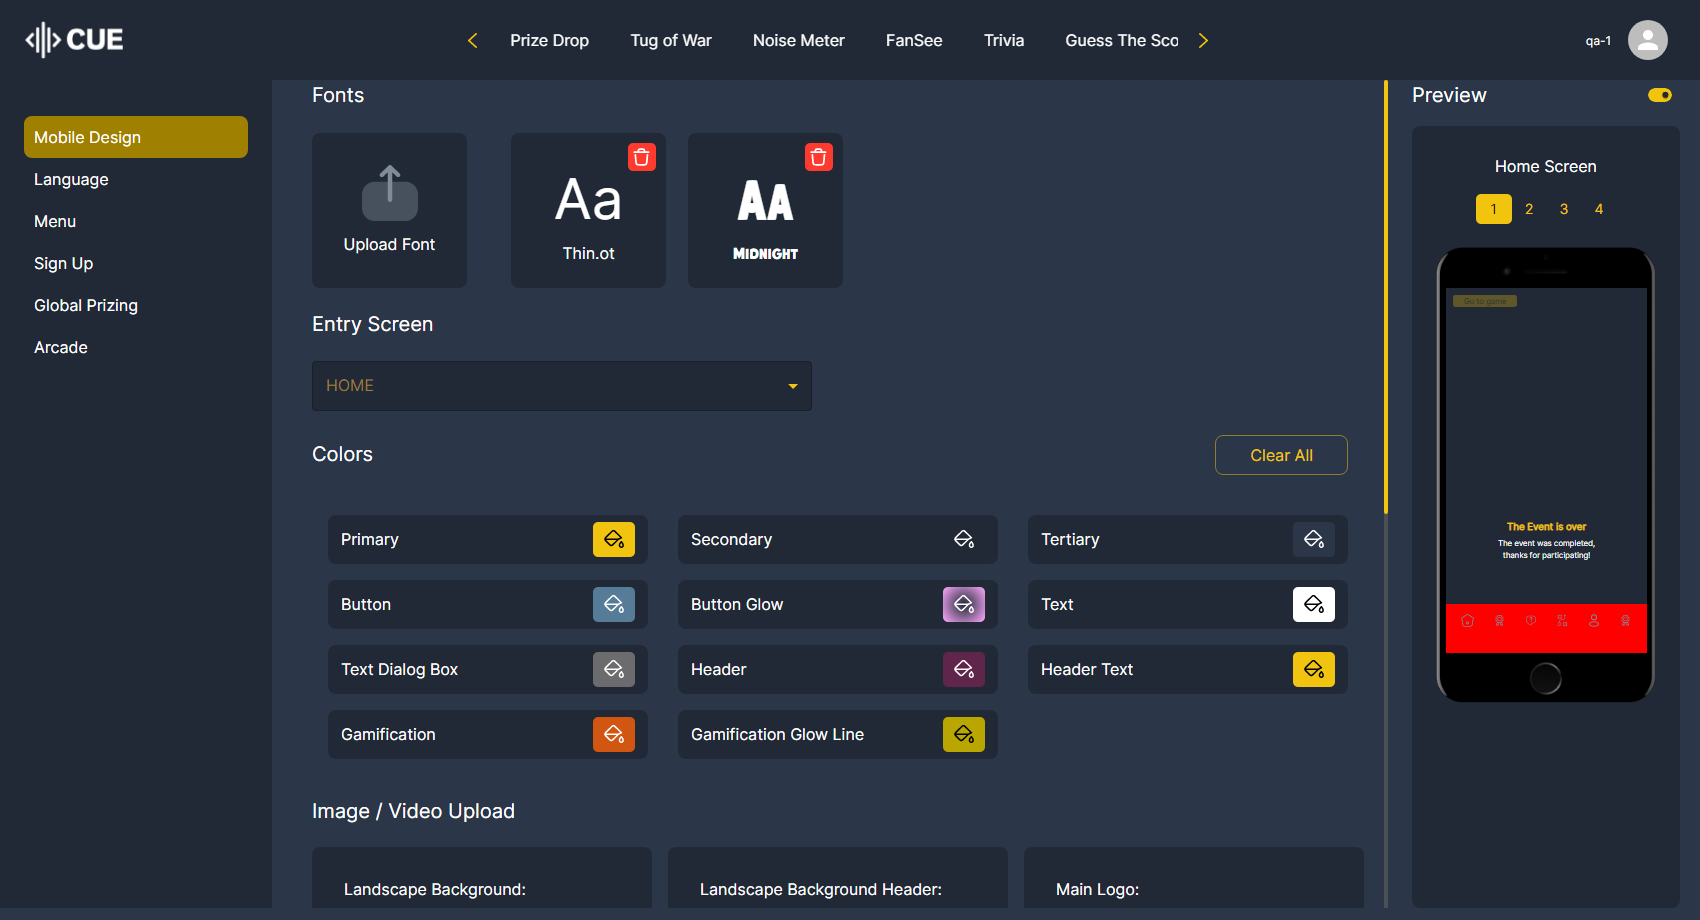 CUE
Prize Drop
Tug of War
Noise Meter
FanSee
Trivia
Guess The Sco
qa-1
Mobile Design
Language
Menu
Sign Up
Global Prizing
Arcade
Fonts
Upload Font
Aa
Thin.ot
AA
MIDNIGHT
Entry Screen
HOME
Colors
Clear All
Primary
Secondary
Tertiary
Button
Button Glow
Text
Text Dialog Box
Header
Header Text
Gamification
Gamification Glow Line
Image / Video Upload
Landscape Background:
Landscape Background Header:
Main Logo:
Preview
Home Screen
1 2 3 4
Go to game
The Event is over
The event was completed,
thanks for participating!